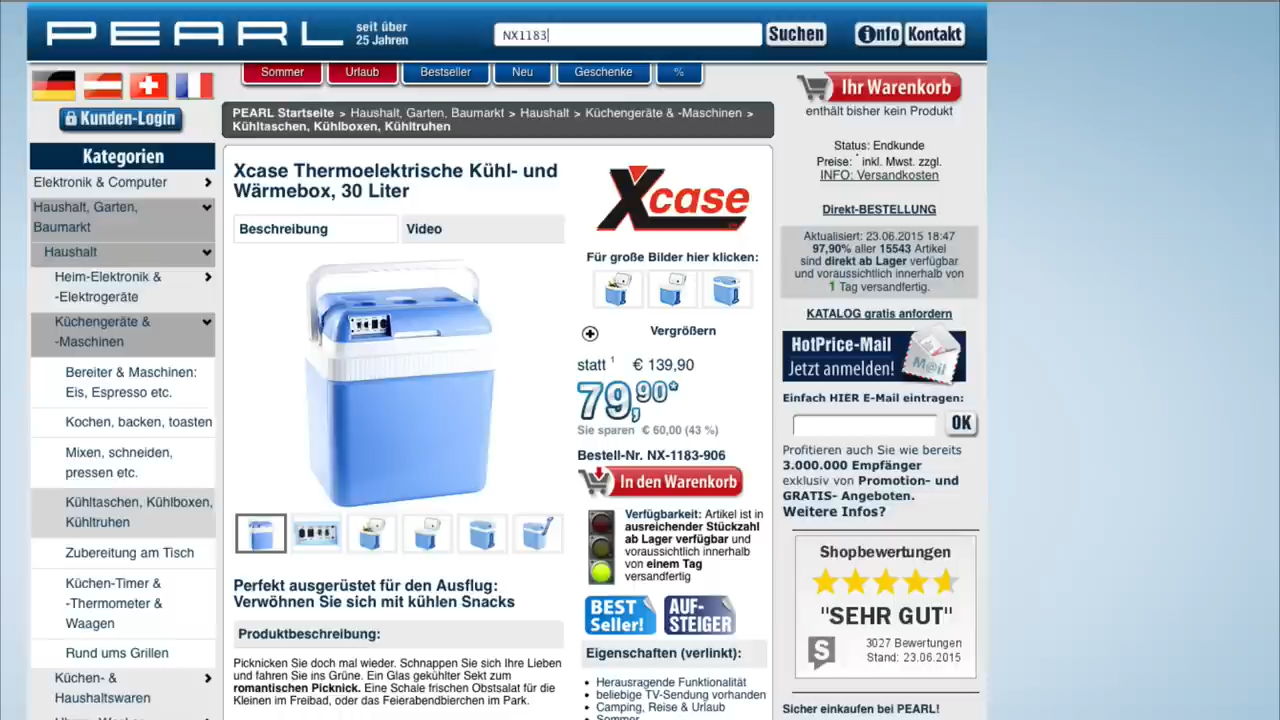 PEARL
seit über
25 Jahren
NX1183
Suchen
Info
Kontakt
Sommer
Urlaub
Bestseller
Neu
Geschenke
%
Kunden-Login
Kategorien
Elektronik & Computer
Haushalt, Garten,
Baumarkt
Haushalt
Heim-Elektronik &
-Elektrogeräte
Küchengeräte &
-Maschinen
Bereiter & Maschinen:
Eis, Espresso etc.
Kochen, backen, toasten
Mixen, schneiden,
pressen etc.
Kühltaschen, Kühlboxen,
Kühltruhen
Zubereitung am Tisch
Küchen-Timer &
-Thermometer &
Waagen
Rund ums Grillen
Küchen- &
Haushaltswaren
PEARL Startseite > Haushalt, Garten, Baumarkt > Haushalt > Küchengeräte & -Maschinen >
Kühltaschen, Kühlboxen, Kühltruhen
Xcase Thermoelektrische Kühl- und
Wärmebox, 30 Liter
Beschreibung
Video
Perfekt ausgerüstet für den Ausflug:
Verwöhnen Sie sich mit kühlen Snacks
Produktbeschreibung:
Picknicken Sie doch mal wieder. Schnappen Sie sich Ihre Lieben
und fahren Sie ins Grüne. Ein Glas gekühlter Sekt zum
romantischen Picknick. Eine Schale frischen Obstsalat für die
Kleinen im Freibad, oder das Feierabendbierchen im Park.
Xcase
Für große Bilder hier klicken:
Vergrößern
statt 1 € 139,90
79,90*
Sie sparen € 60,00 (43 %)
Bestell-Nr. NX-1183-906
In den Warenkorb
Verfügbarkeit: Artikel ist in
ausreichender Stückzahl
ab Lager verfügbar und
voraussichtlich innerhalb
von einem Tag
versandfertig
BEST
Seller!
AUF-
STEIGER
Eigenschaften (verlinkt):
• Herausragende Funktionalität
• beliebige TV-Sendung vorhanden
• Camping, Reise & Urlaub
• Sommer
Ihr Warenkorb
enthält bisher kein Produkt
Status: Endkunde
Preise: * inkl. Mwst. zzgl.
INFO: Versandkosten
Direkt-BESTELLUNG
Aktualisiert: 23.06.2015 18:47
97,90% aller 15543 Artikel
sind direkt ab Lager verfügbar
und voraussichtlich innerhalb von
1 Tag versandfertig.
KATALOG gratis anfordern
HotPrice-Mail
Jetzt anmelden!
M@il
Einfach HIER E-Mail eintragen:
OK
Profitieren auch Sie wie bereits
3.000.000 Empfänger
exklusiv von Promotion- und
GRATIS- Angeboten.
Weitere Infos?
Shopbewertungen
"SEHR GUT"
S
3027 Bewertungen
Stand: 23.06.2015
Sicher einkaufen bei PEARL!